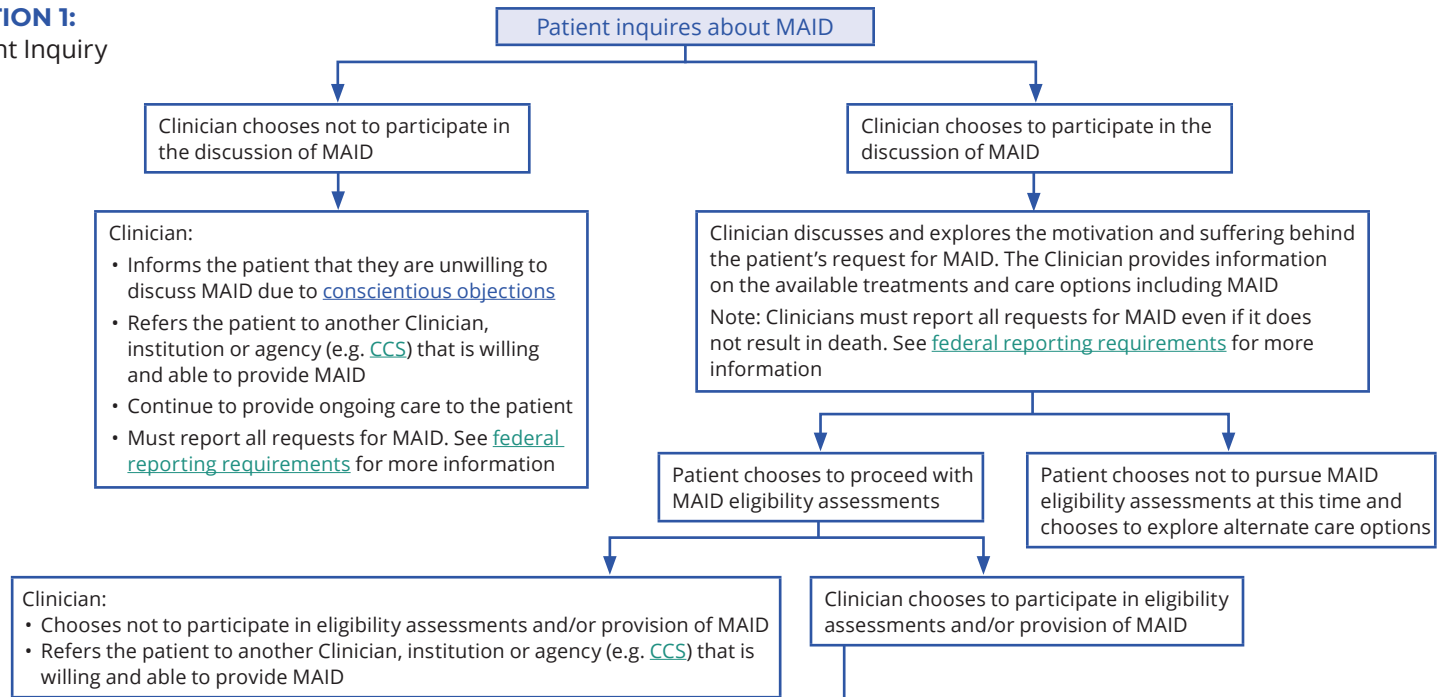 TION 1:
nt Inquiry
Patient inquires about MAID
Clinician chooses not to participate in
the discussion of MAID
Clinician chooses to participate in the
discussion of MAID
Clinician:
• Informs the patient that they are unwilling to
discuss MAID due to conscientious objections
• Refers the patient to another Clinician,
institution or agency (e.g. CCS) that is willing
and able to provide MAID
• Continue to provide ongoing care to the patient
• Must report all requests for MAID. See federal
reporting requirements for more information
Clinician discusses and explores the motivation and suffering behind
the patient’s request for MAID. The Clinician provides information
on the available treatments and care options including MAID
Note: Clinicians must report all requests for MAID even if it does
not result in death. See federal reporting requirements for more
information
Patient chooses to proceed with
MAID eligibility assessments
Patient chooses not to pursue MAID
eligibility assessments at this time and
chooses to explore alternate care options
Clinician:
• Chooses not to participate in eligibility assessments and/or provision of MAID
• Refers the patient to another Clinician, institution or agency (e.g. CCS) that is
willing and able to provide MAID
Clinician chooses to participate in eligibility
assessments and/or provision of MAID